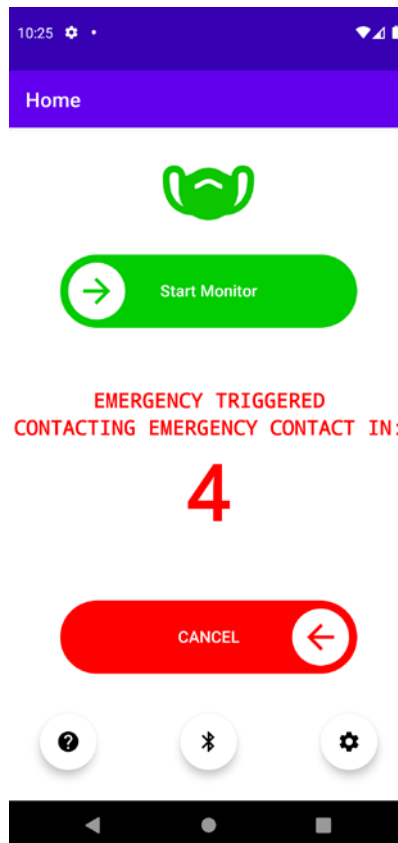 10:25
Home
Start Monitor
EMERGENCY TRIGGERED
CONTACTING EMERGENCY CONTACT IN:
4
CANCEL
?